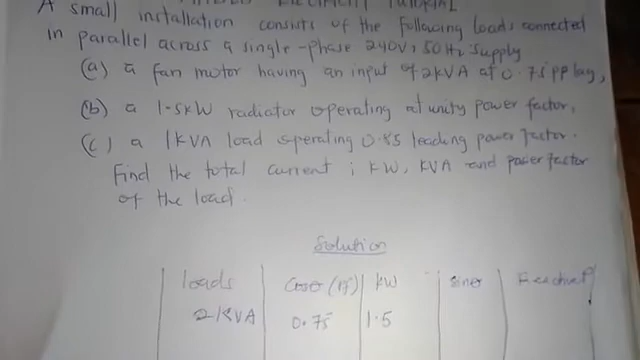 A small installation consists of the following loads connected
in parallel across a single-phase 240V, 50Hz supply
(a) a fan motor having an input of 2kVA at 0.75 pp lag,
(b) a 1.5kW radiator operating at unity power factor,
(c) a 1KVA load operating 0.85 leading power factor.
Find the total current ; KW, KVA and power factor
of the load.
Solution
loads Cosθ (Pf) KW sinθ
2KVA 0.75 1.5